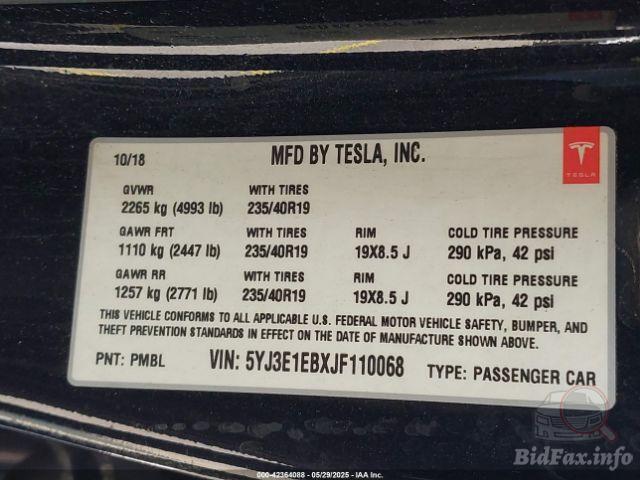 10/18 MFD BY TESLA, INC.
TESLA
GVWR WITH TIRES
2265 kg (4993 lb) 235/40R19
GAWR FRT WITH TIRES RIM COLD TIRE PRESSURE
1110 kg (2447 lb) 235/40R19 19X8.5 J 290 kPa, 42 psi
GAWR RR WITH TIRES RIM COLD TIRE PRESSURE
1257 kg (2771 lb) 235/40R19 19X8.5 J 290 kPa, 42 psi
THIS VEHICLE CONFORMS TO ALL APPLICABLE U.S. FEDERAL MOTOR VEHICLE SAFETY, BUMPER, AND
THEFT PREVENTION STANDARDS IN EFFECT ON THE DATE OF MANUFACTURE SHOWN ABOVE.
PNT: PMBL VIN: 5YJ3E1EBXJF110068 TYPE: PASSENGER CAR
BidFax.info
000-42364088 - 05/29/2025 - IAA Inc.